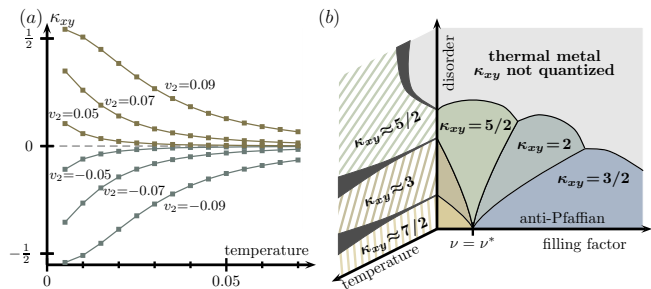 (a)
κxy
1/2
0
−1/2
v₂=0.09
v₂=0.07
v₂=0.05
v₂=−0.05
v₂=−0.07
v₂=−0.09
temperature
0
0.05
(b)
disorder
thermal metal
κxy not quantized
κxy≈5/2
κxy=5/2
κxy=2
κxy≈3
κxy=3/2
κxy≈7/2
anti-Pfaffian
ν = ν*
filling factor
temperature